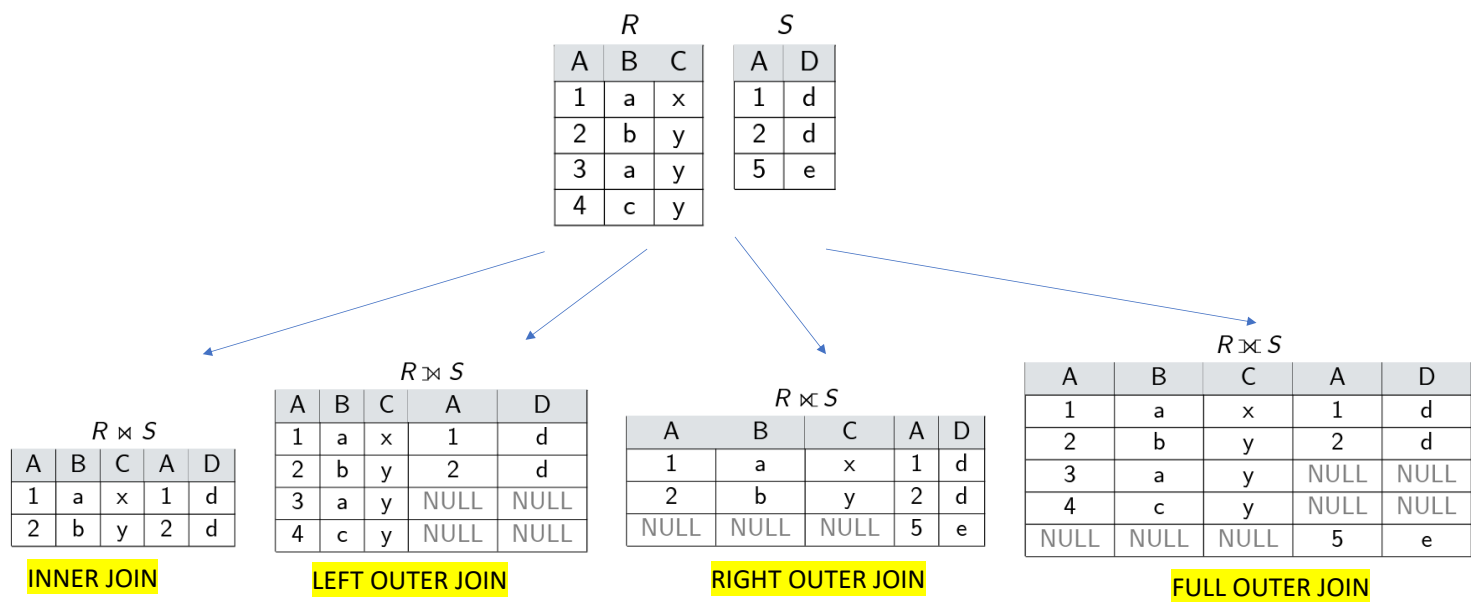 R S
A B C A D
1 a x 1 d
2 b y 2 d
3 a y 5 e
4 c y
R ⋈ S
A B C A D
1 a x 1 d
2 b y 2 d
INNER JOIN
R ⟕ S
A B C A D
1 a x 1 d
2 b y 2 d
3 a y NULL NULL
4 c y NULL NULL
LEFT OUTER JOIN
R ⟖ S
A B C A D
1 a x 1 d
2 b y 2 d
NULL NULL NULL 5 e
RIGHT OUTER JOIN
R ⟗ S
A B C A D
1 a x 1 d
2 b y 2 d
3 a y NULL NULL
4 c y NULL NULL
NULL NULL NULL 5 e
FULL OUTER JOIN